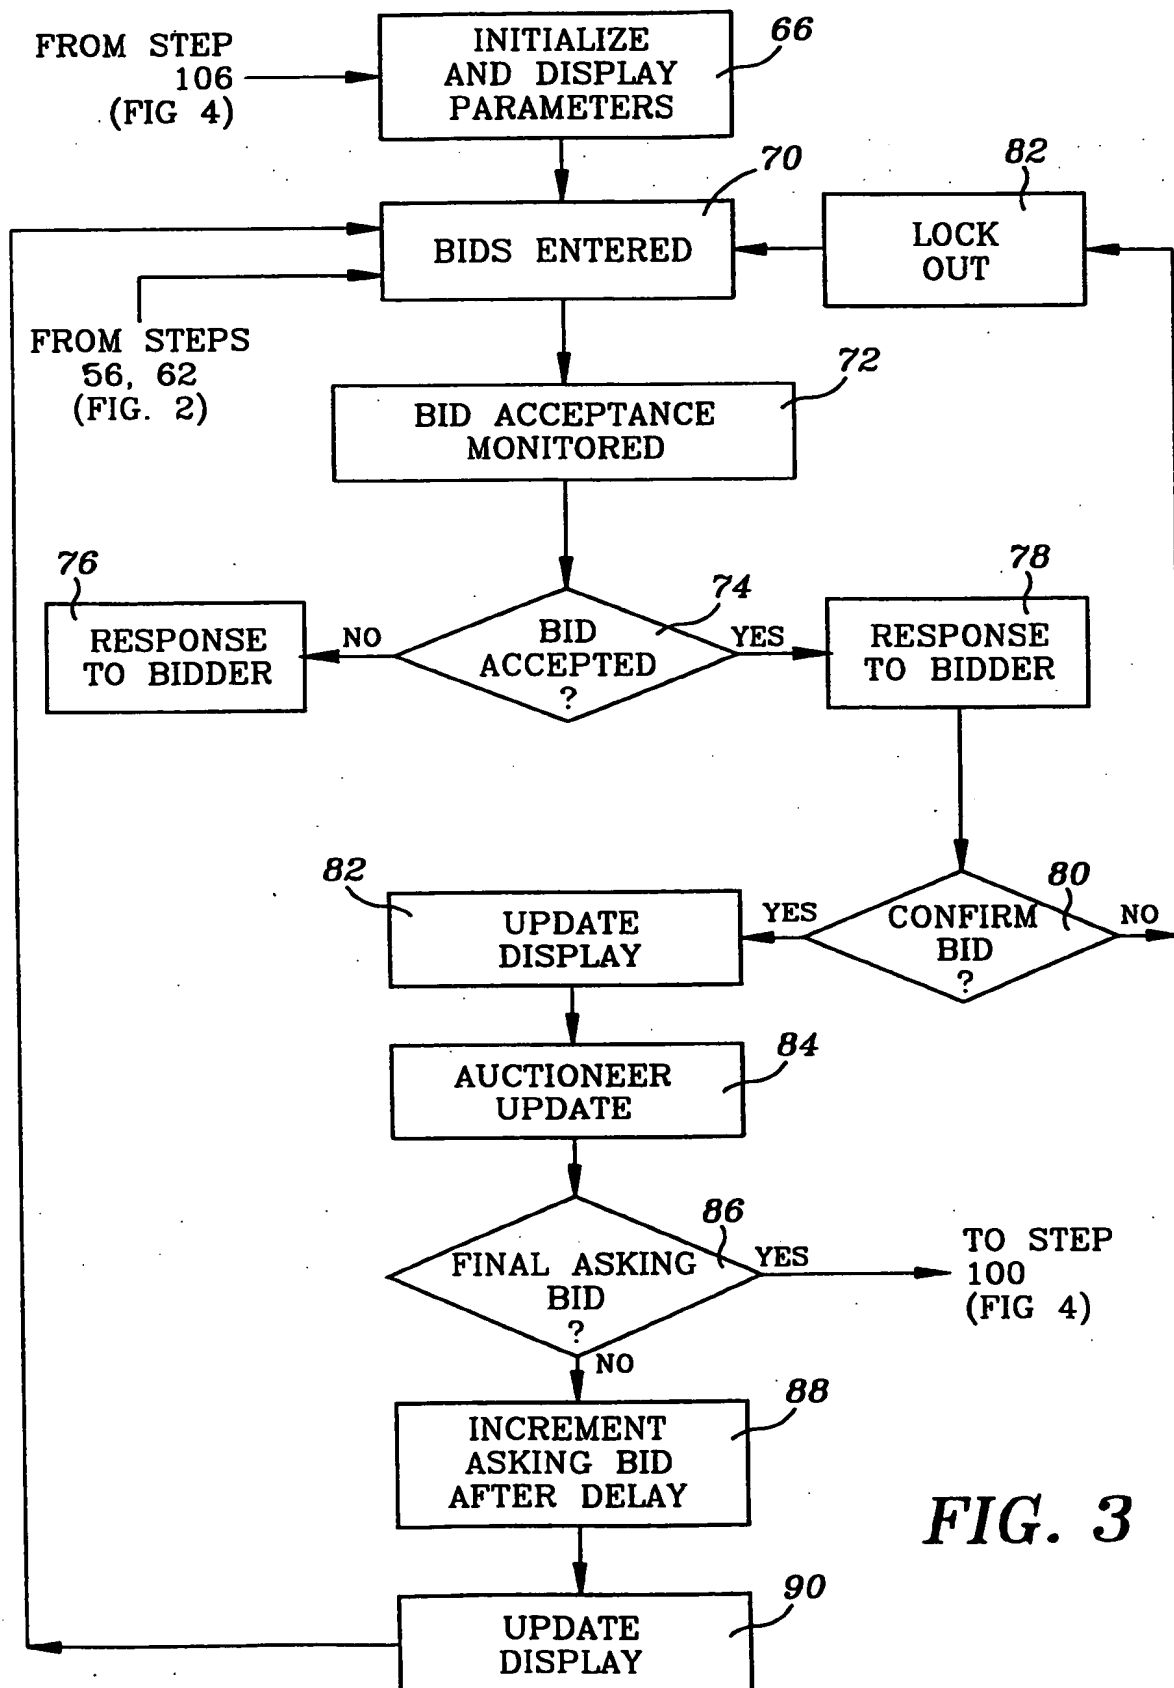 FROM STEP
106
(FIG 4)
INITIALIZE
AND DISPLAY
PARAMETERS
66
70
82
BIDS ENTERED
LOCK
OUT
FROM STEPS
56, 62
(FIG. 2)
72
BID ACCEPTANCE
MONITORED
76
RESPONSE
TO BIDDER
NO
74
BID
ACCEPTED
?
YES
78
RESPONSE
TO BIDDER
82
UPDATE
DISPLAY
YES
80
CONFIRM
BID
?
NO
84
AUCTIONEER
UPDATE
86
FINAL ASKING
BID
?
YES
TO STEP
100
(FIG 4)
NO
88
INCREMENT
ASKING BID
AFTER DELAY
FIG. 3
90
UPDATE
DISPLAY